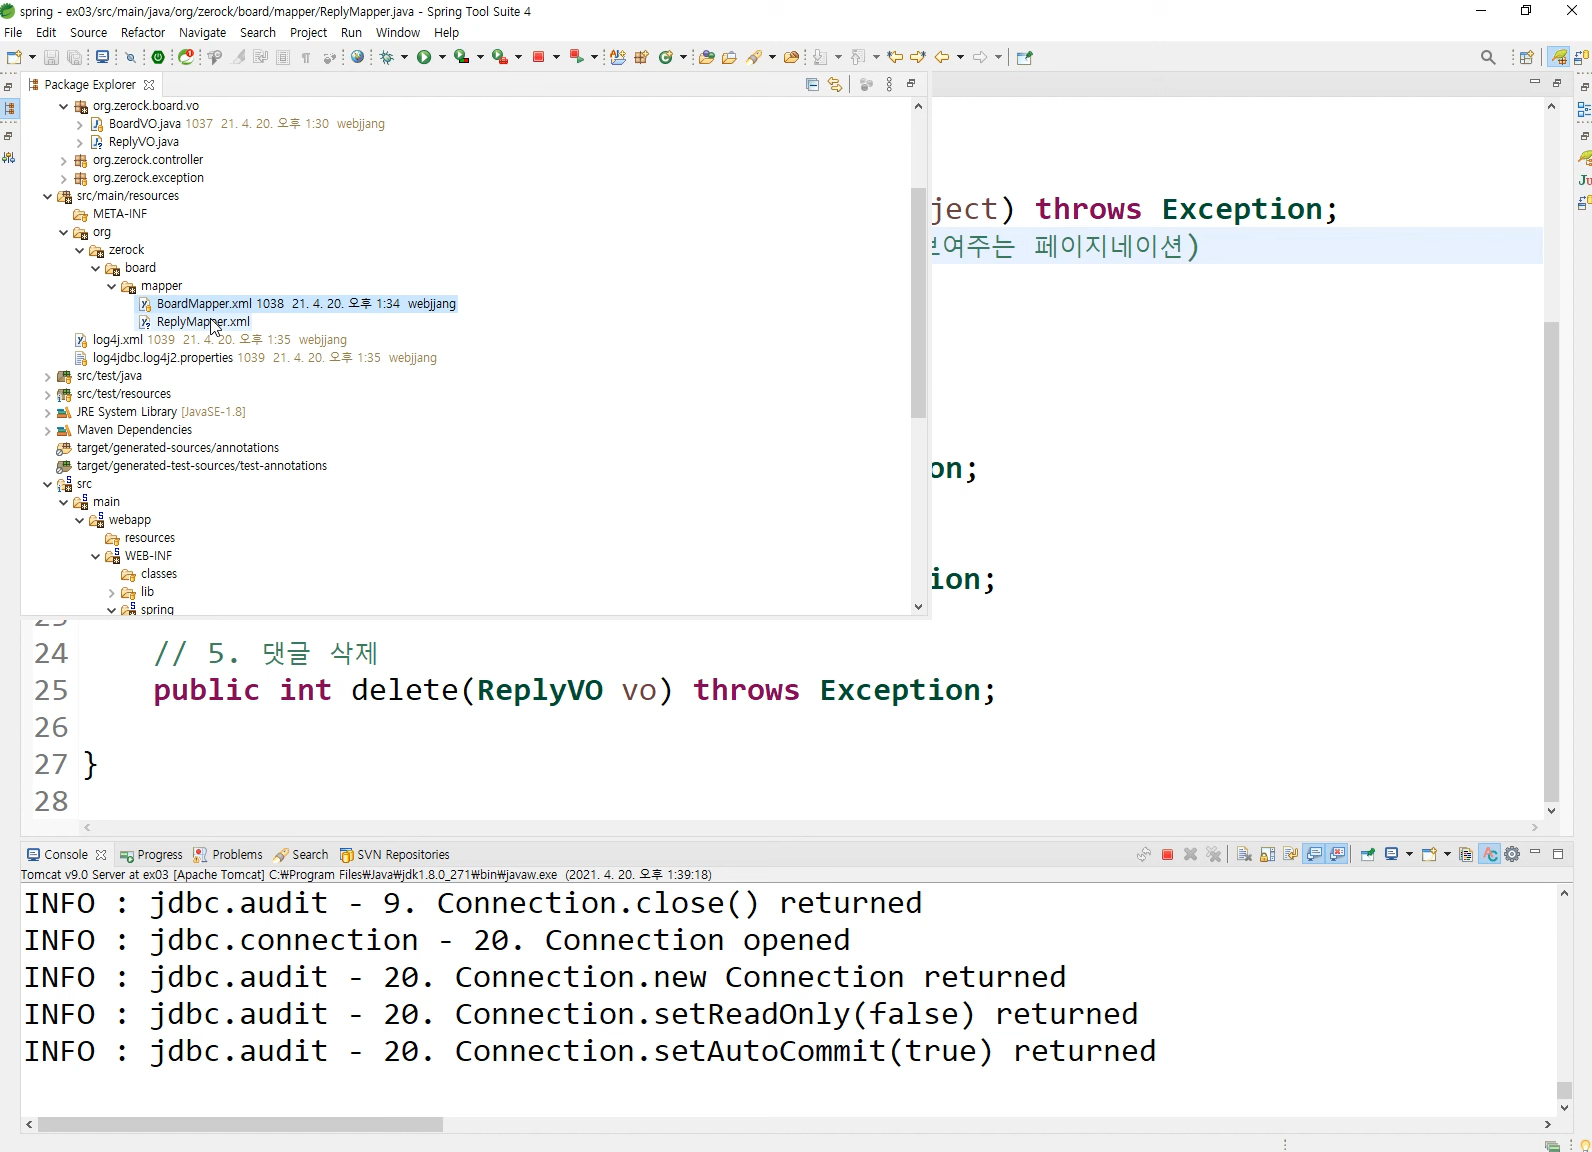 spring - ex03/src/main/java/org/zerock/board/mapper/ReplyMapper.java - Spring Tool Suite 4
File Edit Source Refactor Navigate Search Project Run Window Help
Package Explorer
org.zerock.board.vo
BoardVO.java 1037 21. 4. 20. 오후 1:30 webjjang
ReplyVO.java
org.zerock.controller
org.zerock.exception
src/main/resources
META-INF
org
zerock
board
mapper
BoardMapper.xml 1038 21. 4. 20. 오후 1:34 webjjang
ReplyMapper.xml
log4j.xml 1039 21. 4. 20. 오후 1:35 webjjang
log4jdbc.log4j2.properties 1039 21. 4. 20. 오후 1:35 webjjang
src/test/java
src/test/resources
JRE System Library [JavaSE-1.8]
Maven Dependencies
target/generated-sources/annotations
target/generated-test-sources/test-annotations
src
main
webapp
resources
WEB-INF
classes
lib
spring
ject) throws Exception;
여주는 페이지네이션)
on;
ion;
24 // 5. 댓글 삭제
25 public int delete(ReplyVO vo) throws Exception;
26
27 }
28
Console Progress Problems Search SVN Repositories
Tomcat v9.0 Server at ex03 [Apache Tomcat] C:₩Program Files₩Java₩jdk1.8.0_271₩bin₩javaw.exe (2021. 4. 20. 오후 1:39:18)
INFO : jdbc.audit - 9. Connection.close() returned
INFO : jdbc.connection - 20. Connection opened
INFO : jdbc.audit - 20. Connection.new Connection returned
INFO : jdbc.audit - 20. Connection.setReadOnly(false) returned
INFO : jdbc.audit - 20. Connection.setAutoCommit(true) returned